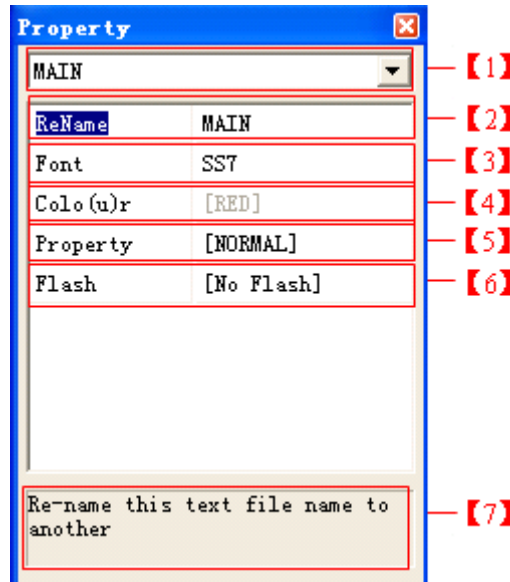 Property
MAIN 【1】
ReName MAIN 【2】
Font SS7 【3】
Colo(u)r [RED] 【4】
Property [NORMAL] 【5】
Flash [No Flash] 【6】
Re-name this text file name to
another 【7】